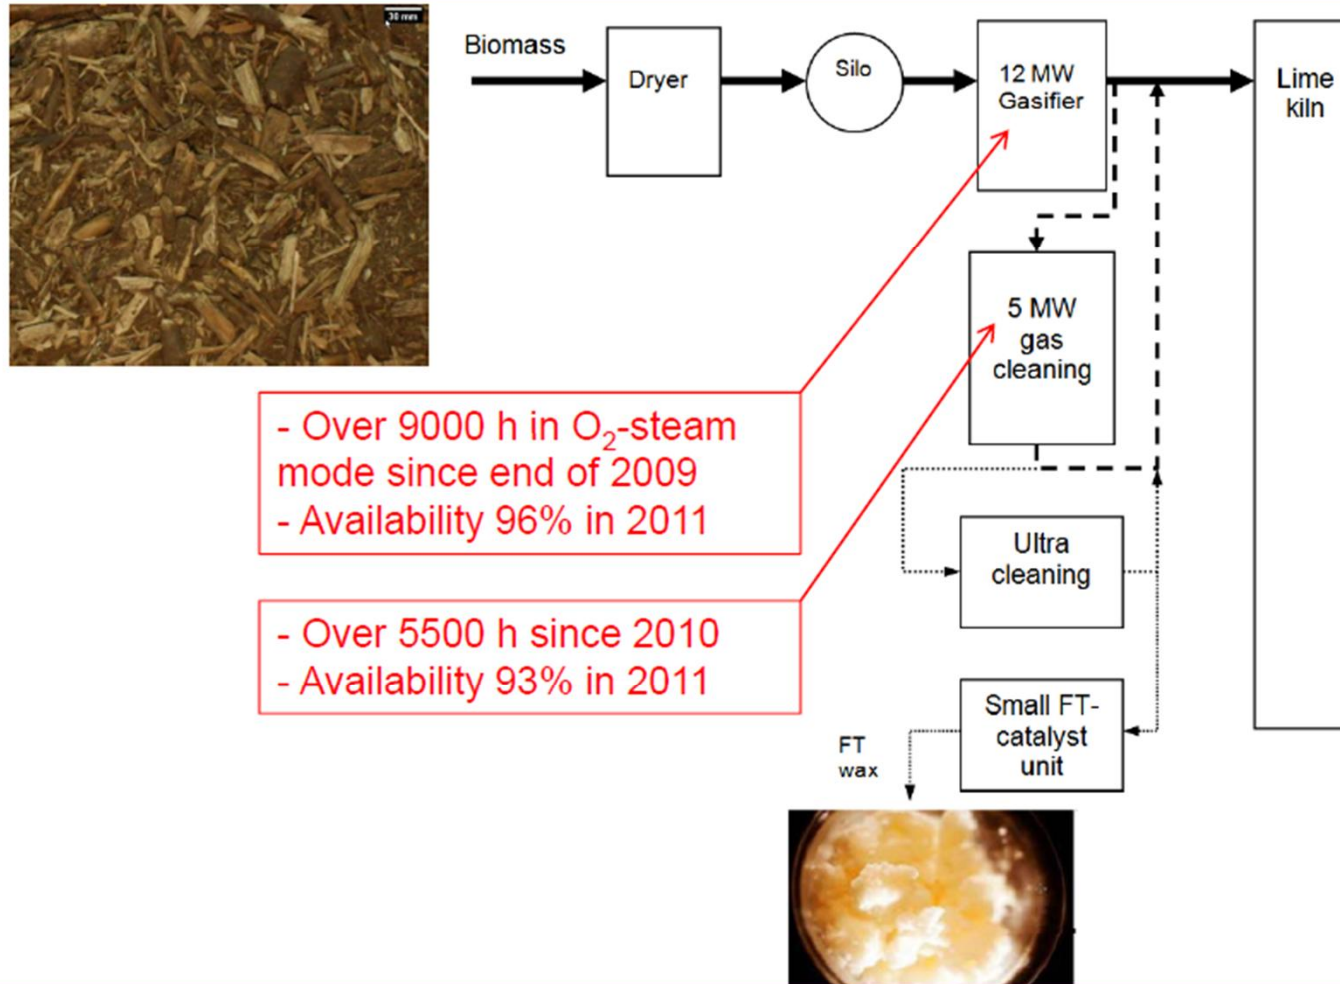 30 mm
Biomass
Dryer
Silo
12 MW
Gasifier
Lime
kiln
5 MW
gas
cleaning
- Over 9000 h in O₂-steam
mode since end of 2009
- Availability 96% in 2011
Ultra
cleaning
- Over 5500 h since 2010
- Availability 93% in 2011
Small FT-
catalyst
unit
FT
wax